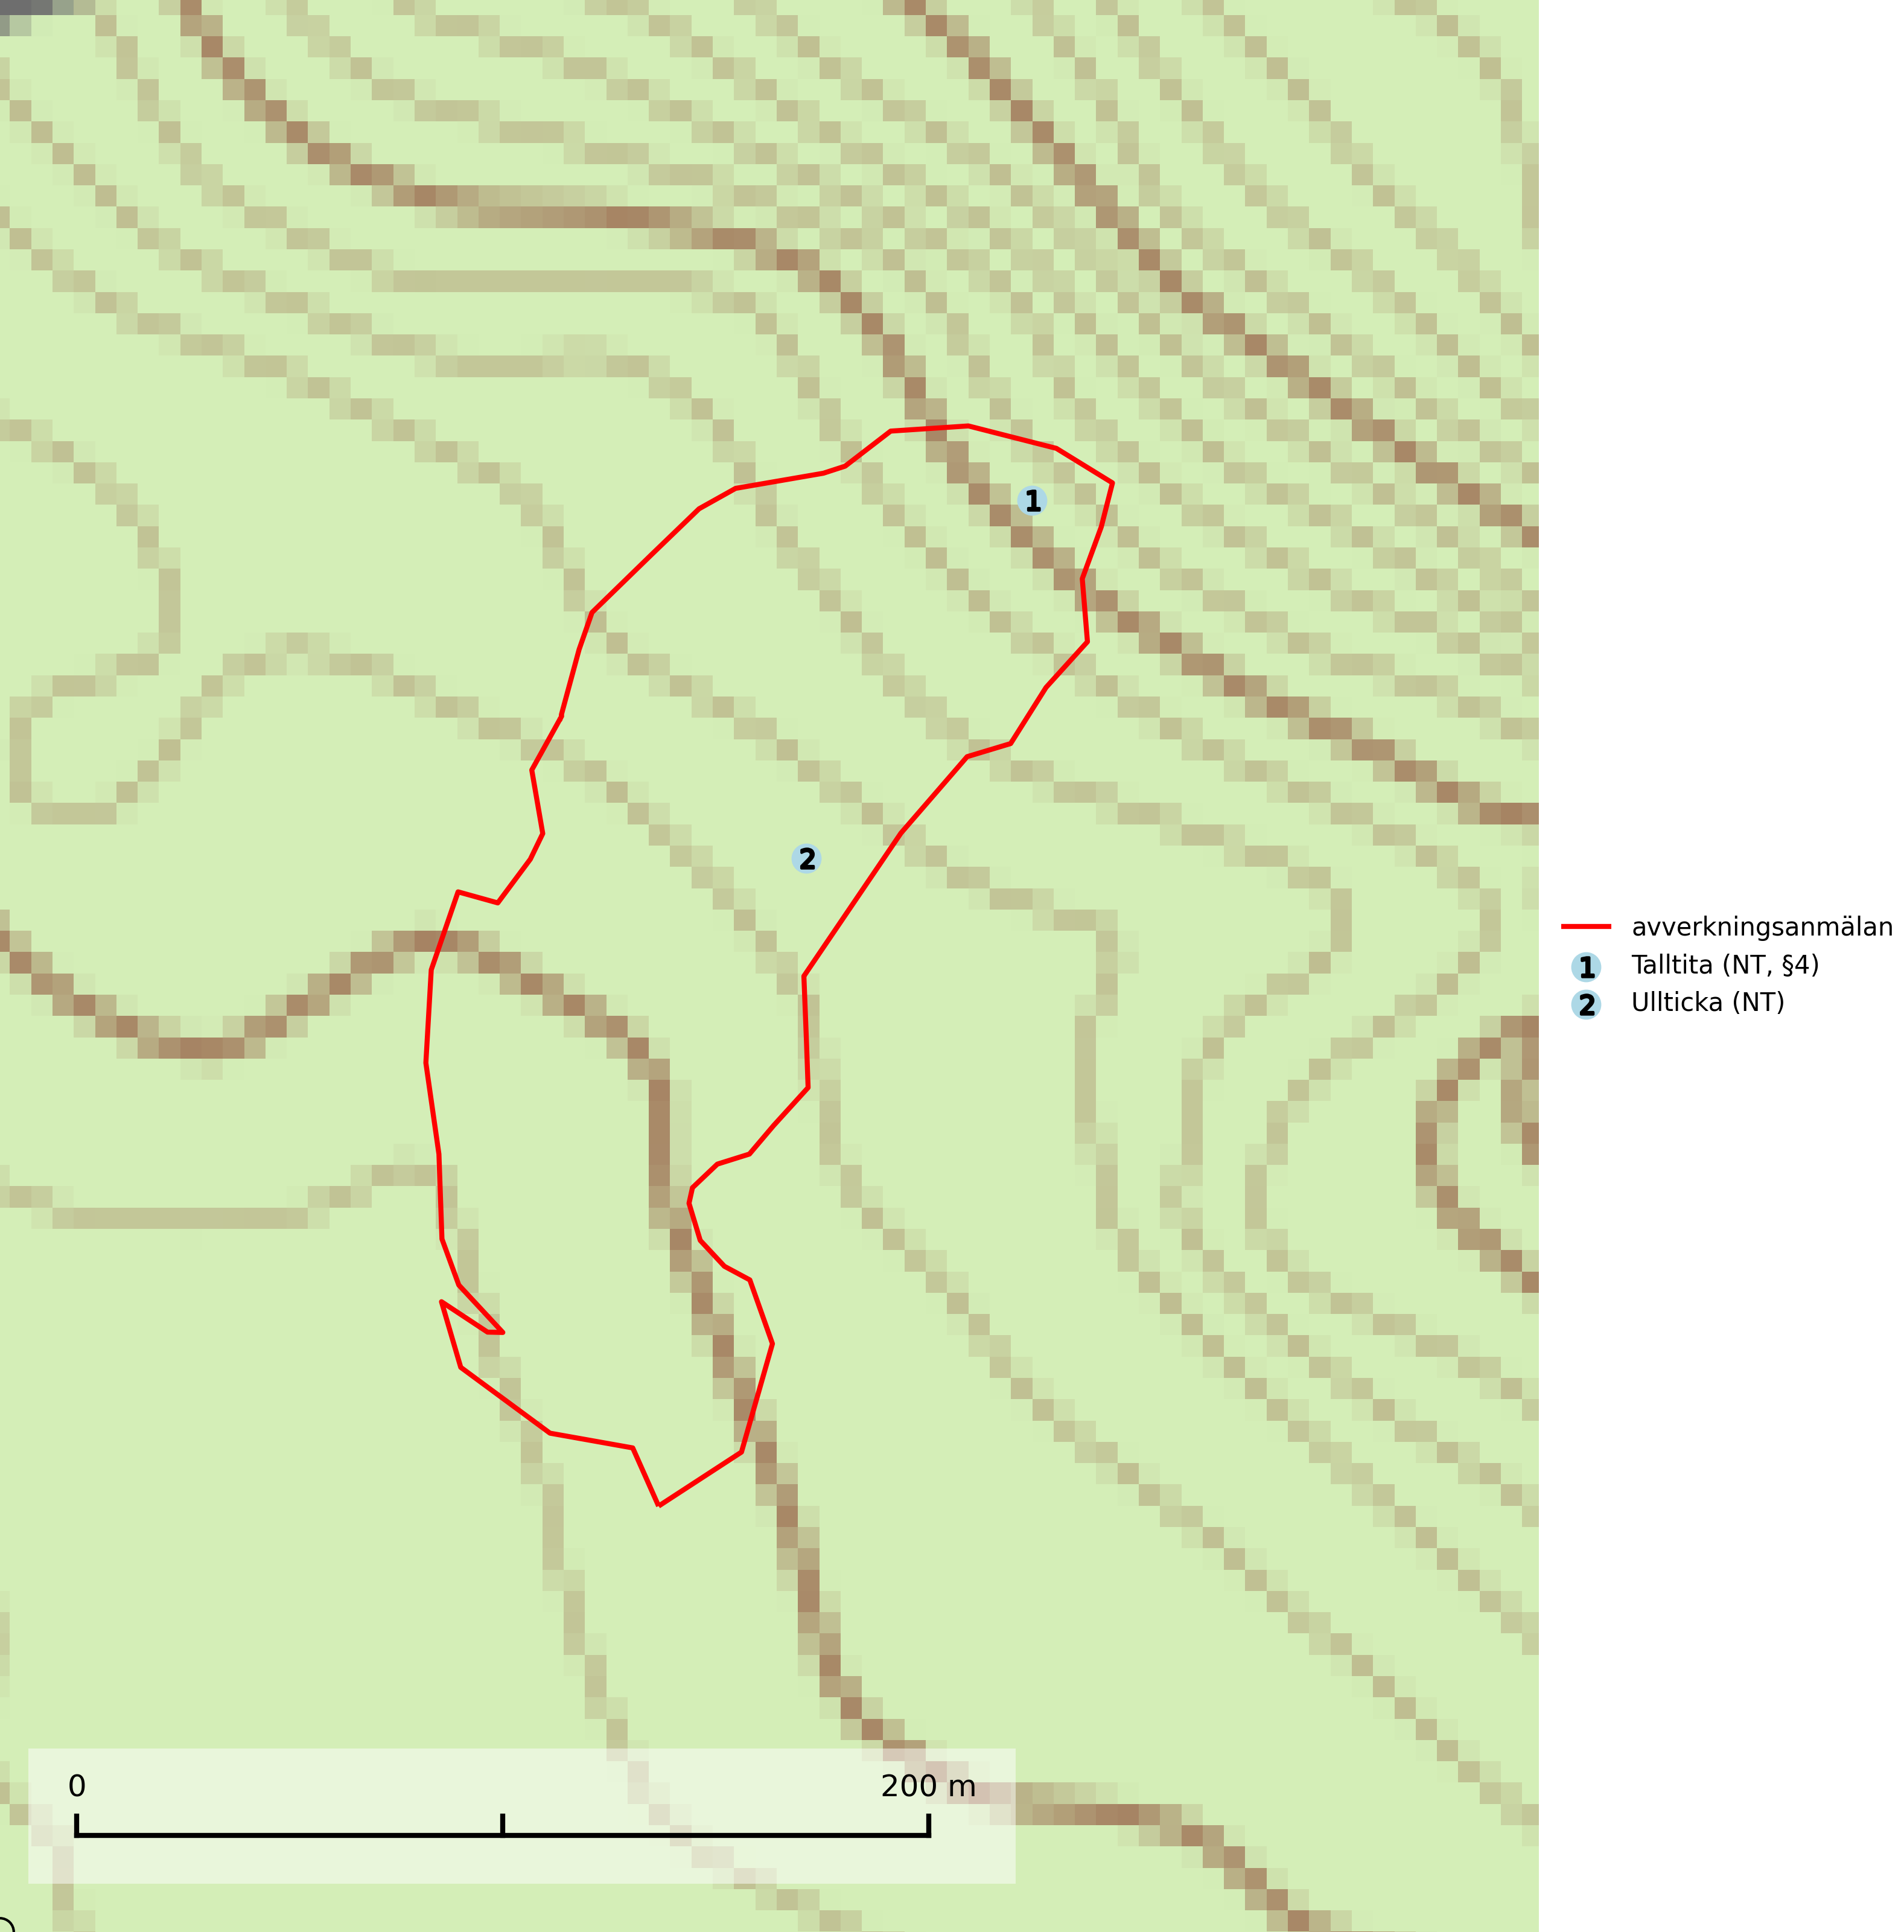 1
2
avverkningsanmälan
1 Talltita (NT, §4)
2 Ullticka (NT)
0 200 m